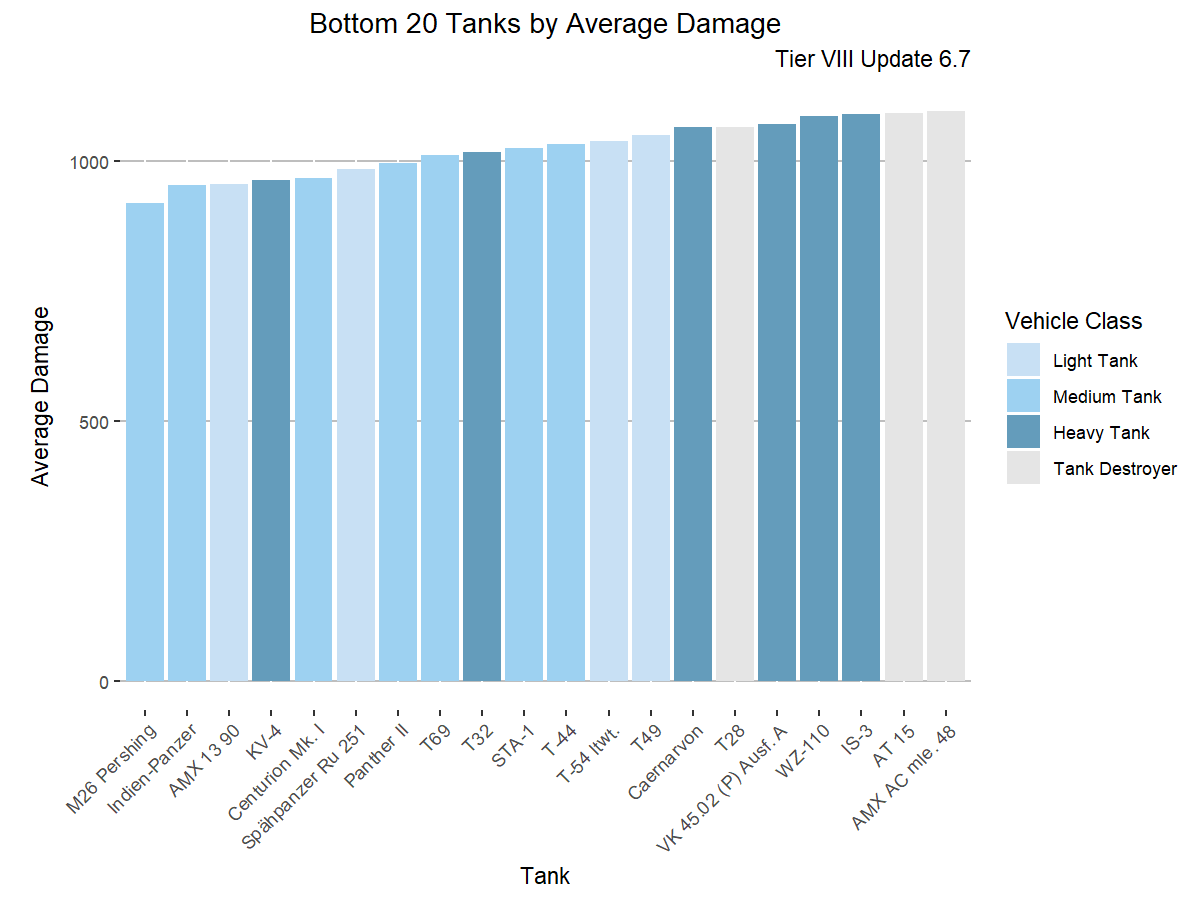 Bottom 20 Tanks by Average Damage
Tier VIII Update 6.7
Average Damage
1000
500
0
M26 Pershing
Indien-Panzer
AMX 13 90
KV-4
Centurion Mk. I
Spähpanzer Ru 251
Panther II
T69
T32
STA-1
T-44
T-54 ltwt.
T49
Caernarvon
T28
VK 45.02 (P) Ausf. A
WZ-110
IS-3
AT 15
AMX AC mle. 48
Tank
Vehicle Class
Light Tank
Medium Tank
Heavy Tank
Tank Destroyer